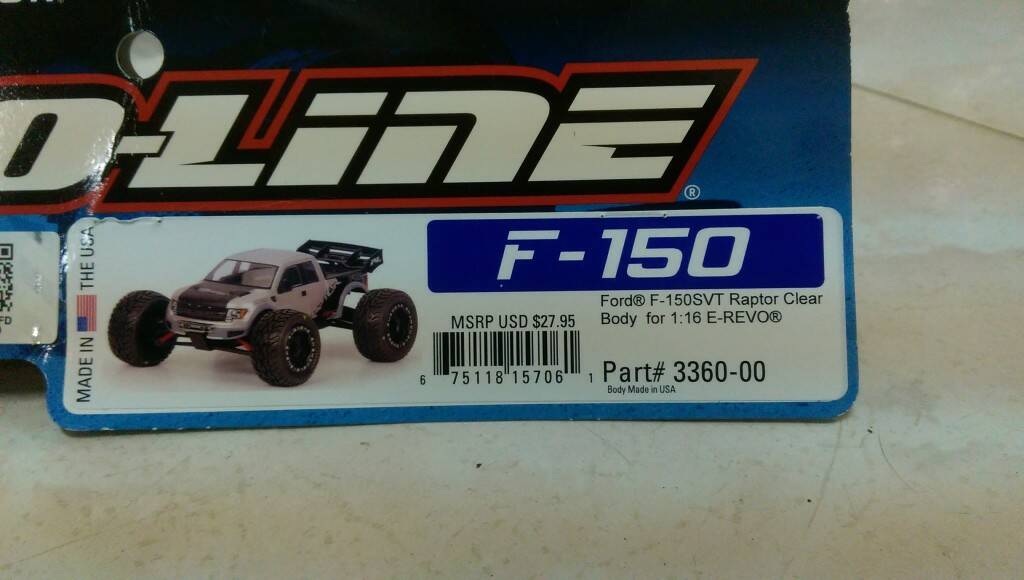 O-LINE®
F-150
Ford® F-150SVT Raptor Clear
Body for 1:16 E-REVO®
MSRP USD $27.95
6 75118 15706 1
Part# 3360-00
Body Made in USA
MADE IN THE USA